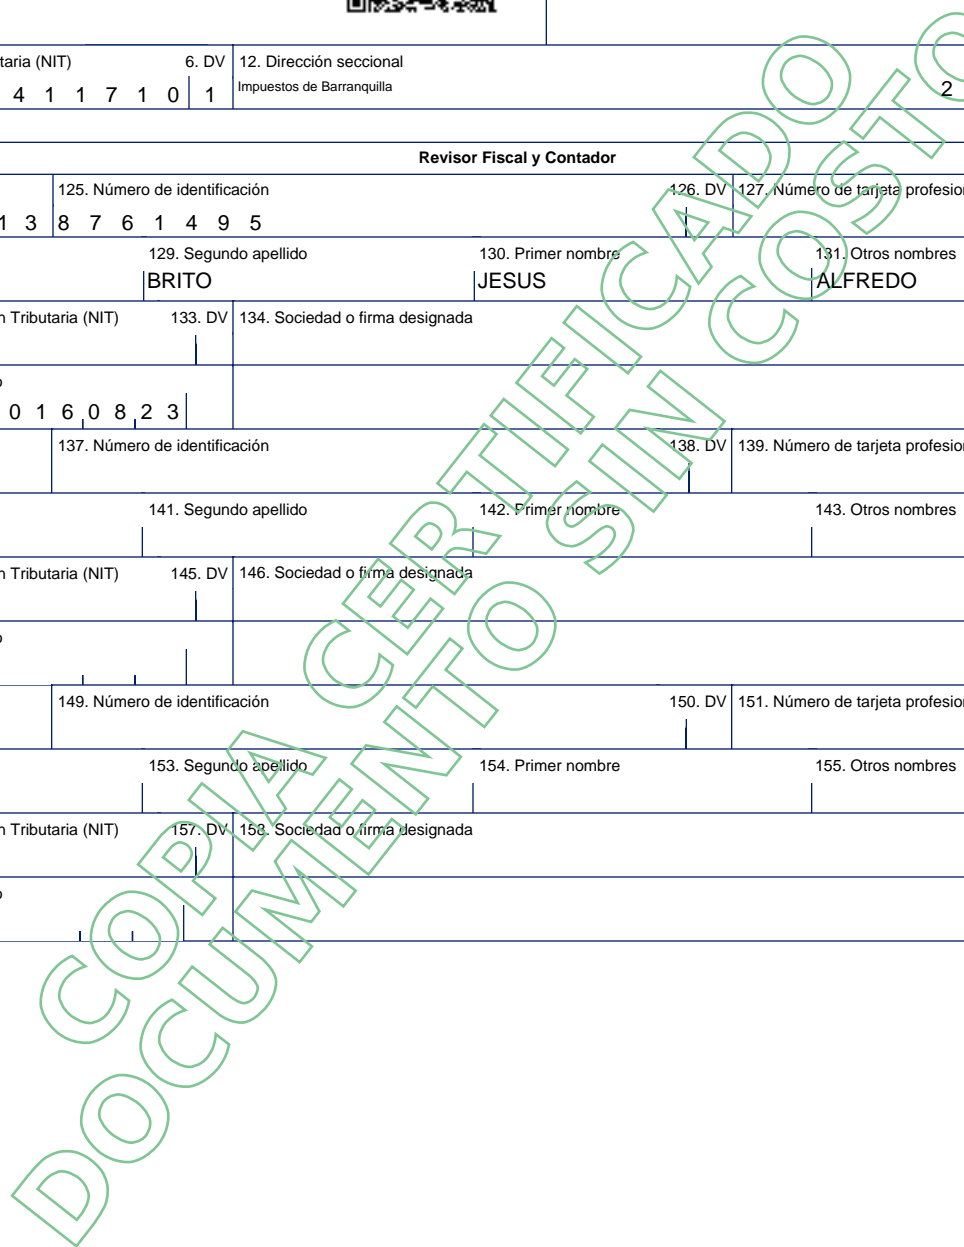 taria (NIT) 6. DV 12. Dirección seccional
4 1 1 7 1 0 1 Impuestos de Barranquilla 2
Revisor Fiscal y Contador
125. Número de identificación 126. DV 127. Número de tarjeta profesion
1 3 8 7 6 1 4 9 5
129. Segundo apellido 130. Primer nombre 131. Otros nombres
BRITO JESUS ALFREDO
n Tributaria (NIT) 133. DV 134. Sociedad o firma designada
o
0 1 6 0 8 2 3
137. Número de identificación 138. DV 139. Número de tarjeta profesion
141. Segundo apellido 142. Primer nombre 143. Otros nombres
n Tributaria (NIT) 145. DV 146. Sociedad o firma designada
o
149. Número de identificación 150. DV 151. Número de tarjeta profesion
153. Segundo apellido 154. Primer nombre 155. Otros nombres
n Tributaria (NIT) 157. DV 158. Sociedad o firma designada
o
COPIA CERTIFICADO
DOCUMENTO SIN COSTO